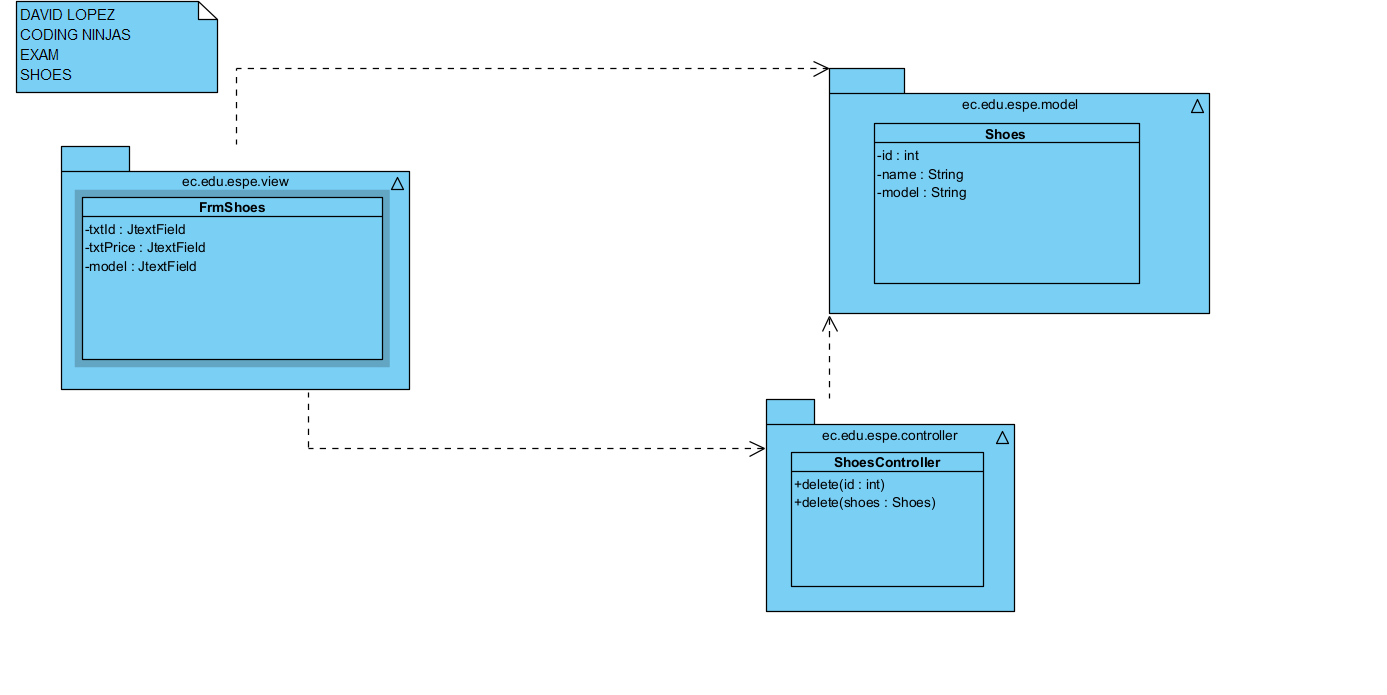 DAVID LOPEZ
CODING NINJAS
EXAM
SHOES
ec.edu.espe.model
Shoes
-id : int
-name : String
-model : String
ec.edu.espe.view
FrmShoes
-txtId : JtextField
-txtPrice : JtextField
-model : JtextField
ec.edu.espe.controller
ShoesController
+delete(id : int)
+delete(shoes : Shoes)